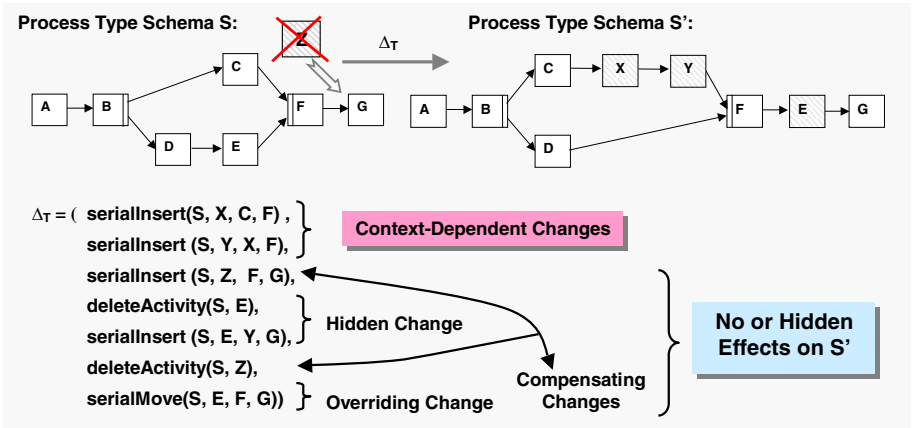 Process Type Schema S:
Process Type Schema S’:
Z
ΔT
A
B
C
D
E
F
G
A
B
C
X
Y
D
F
E
G
ΔT = ( serialInsert(S, X, C, F) ,
serialInsert (S, Y, X, F),
serialInsert (S, Z, F, G),
deleteActivity(S, E),
serialInsert (S, E, Y, G),
deleteActivity(S, Z),
serialMove(S, E, F, G))
Context-Dependent Changes
Hidden Change
Overriding Change
Compensating
Changes
No or Hidden
Effects on S’